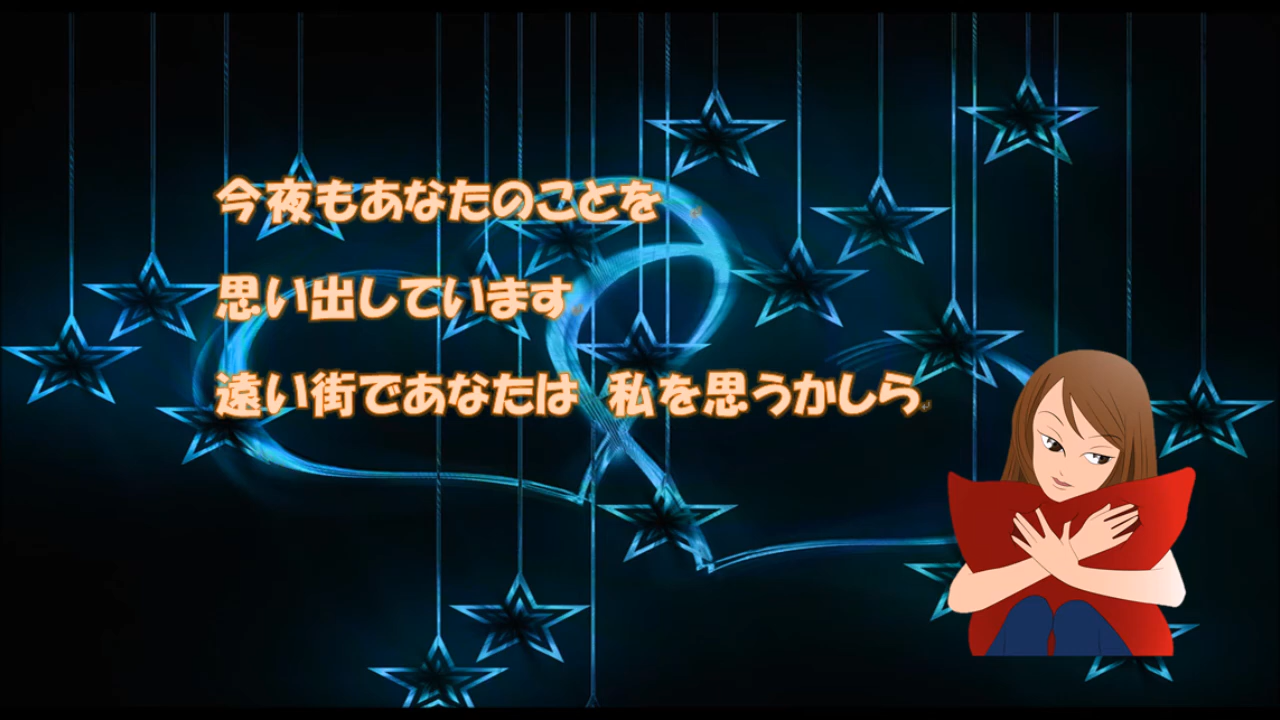 今夜もあなたのことを
思い出しています
遠い街であなたは　私を思うかしら